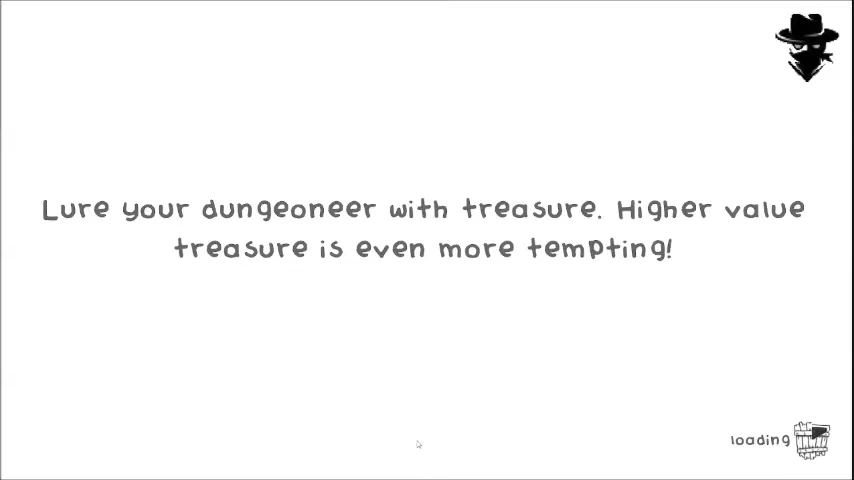 Lure your dungeoneer with treasure. Higher value
treasure is even more tempting!
loading